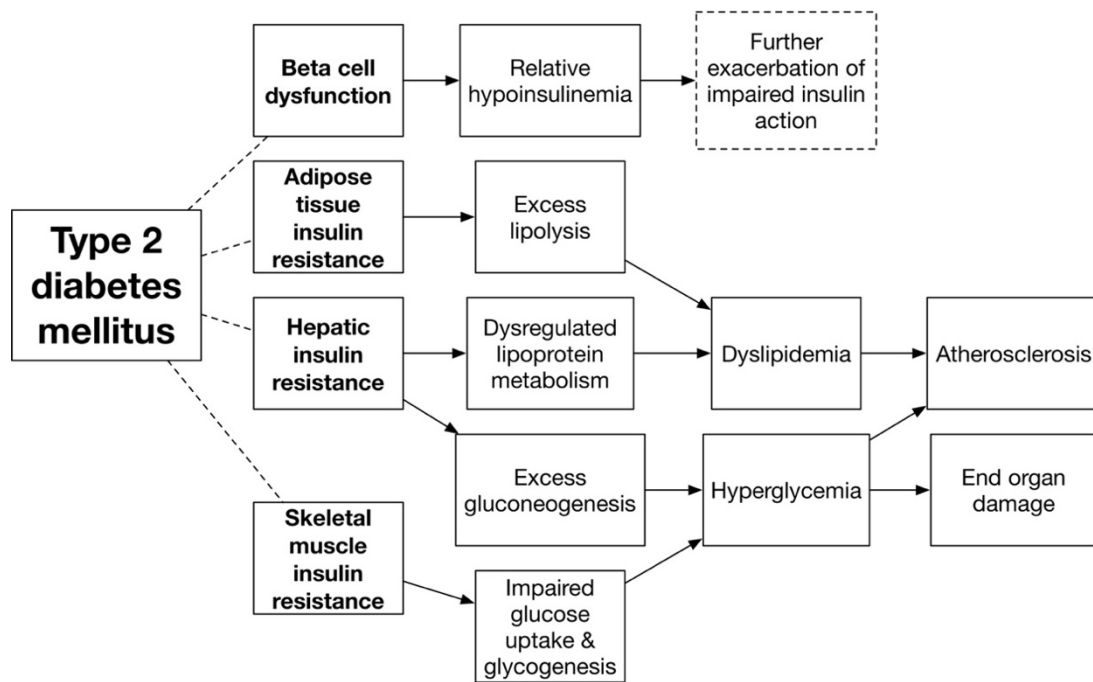 Type 2
diabetes
mellitus
Beta cell
dysfunction
Relative
hypoinsulinemia
Further
exacerbation of
impaired insulin
action
Adipose
tissue
insulin
resistance
Excess
lipolysis
Hepatic
insulin
resistance
Dysregulated
lipoprotein
metabolism
Dyslipidemia
Atherosclerosis
Excess
gluconeogenesis
Hyperglycemia
End organ
damage
Skeletal
muscle
insulin
resistance
Impaired
glucose
uptake &
glycogenesis